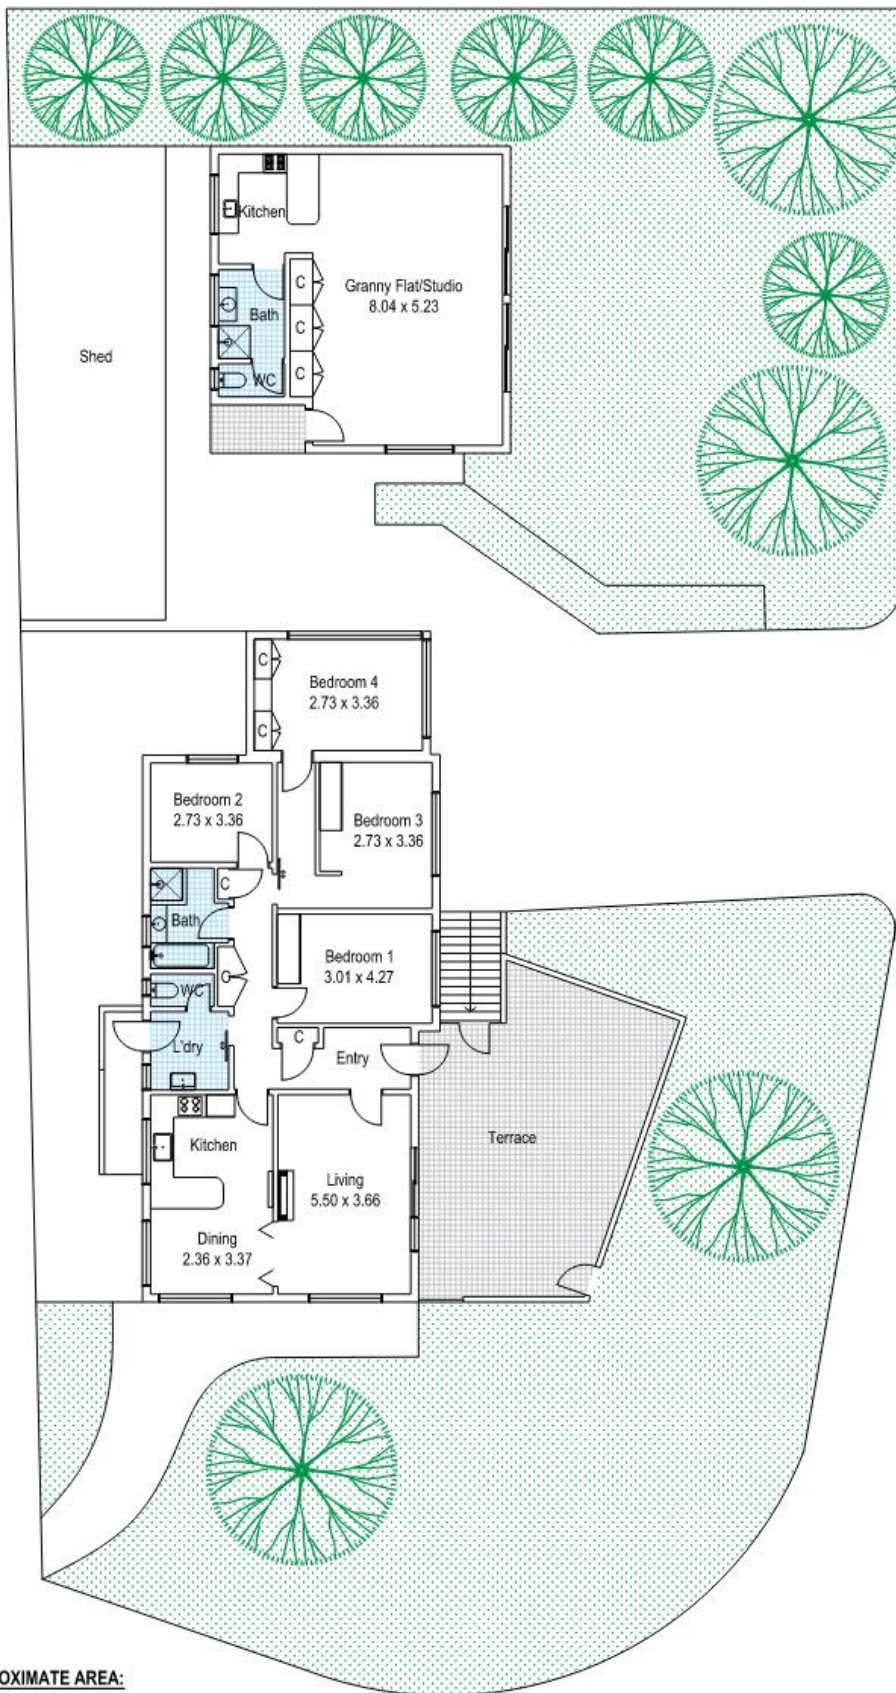 Kitchen
Granny Flat/Studio
8.04 x 5.23
C
Bath
C
Shed
C
WC
C
Bedroom 4
2.73 x 3.36
C
Bedroom 2
2.73 x 3.36
Bedroom 3
2.73 x 3.36
C
Bath
Bedroom 1
3.01 x 4.27
C
WC
C
L'dry
Entry
Terrace
Kitchen
Living
5.50 x 3.66
Dining
2.36 x 3.37
OXIMATE AREA: